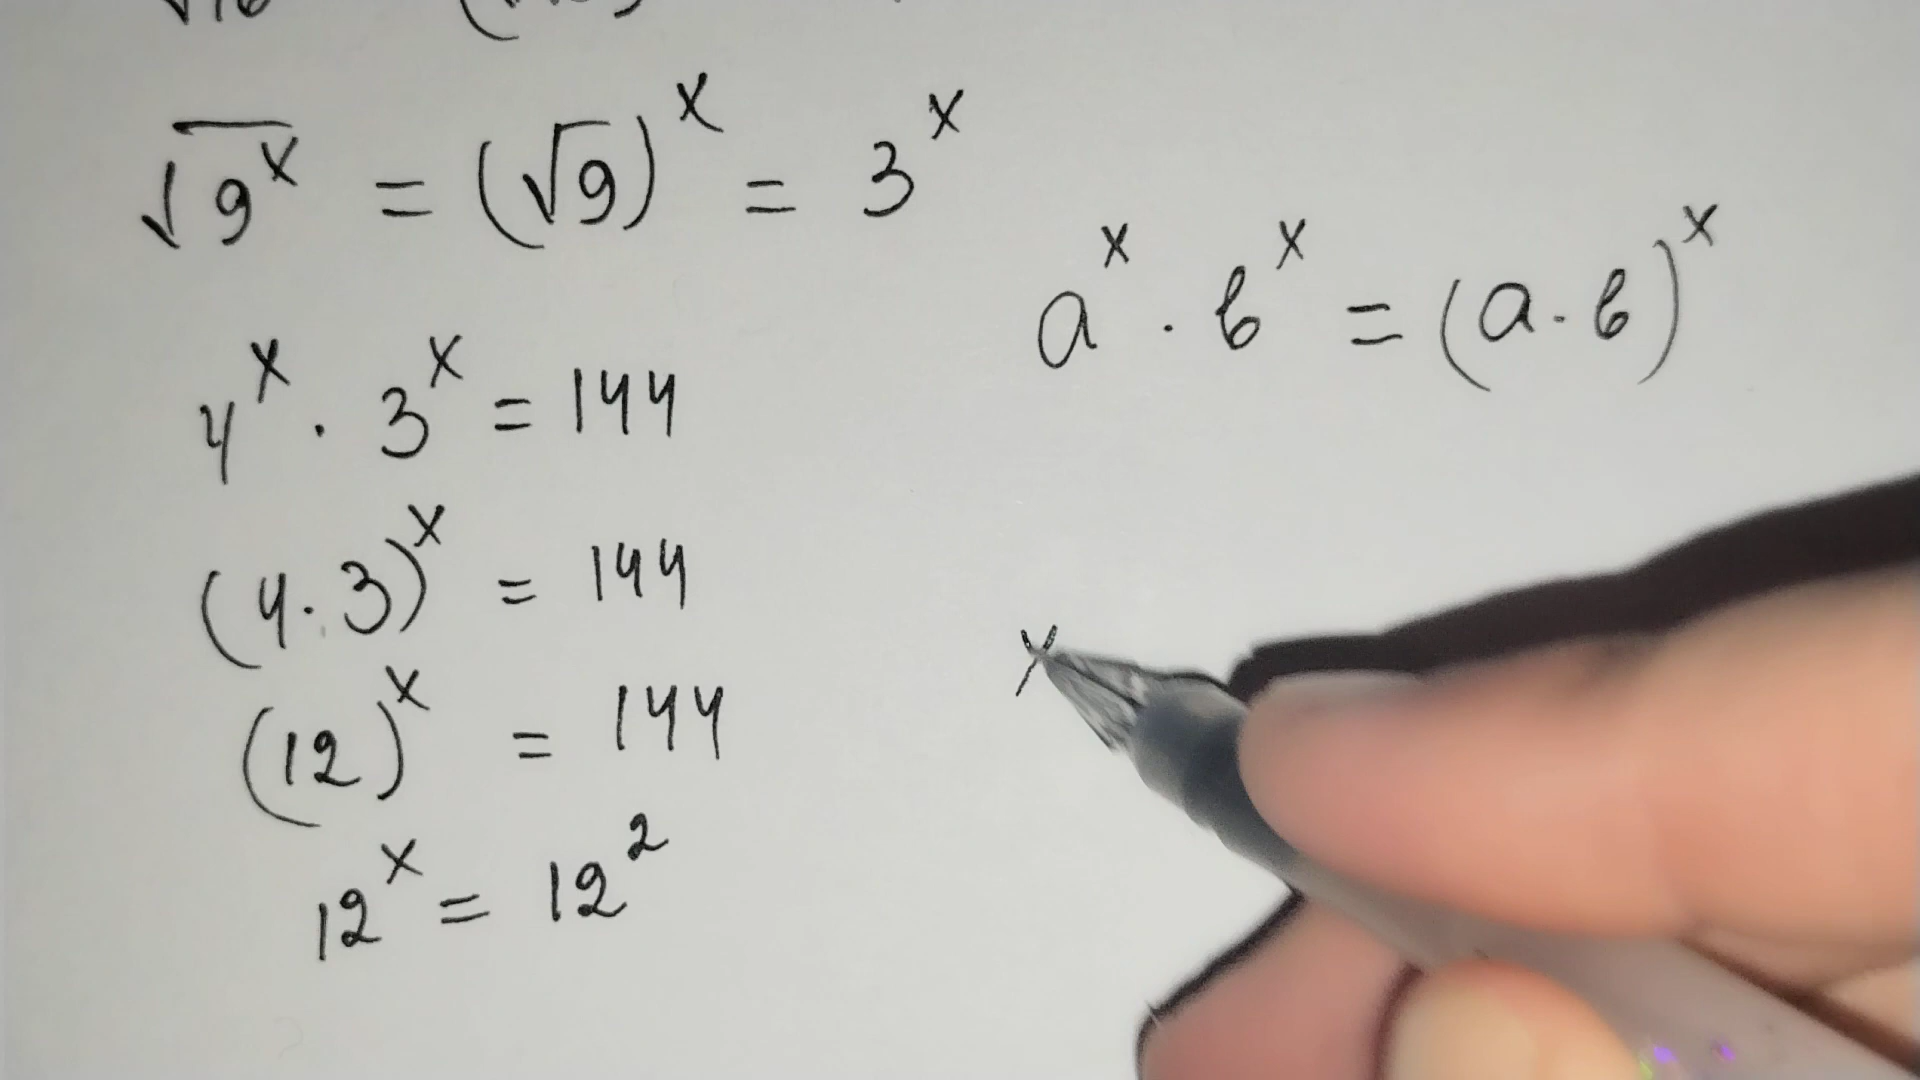 √9^x = (√9)^x = 3^x
a^x · b^x = (a · b)^x
4^x · 3^x = 144
(4 · 3)^x = 144
(12)^x = 144
12^x = 12^2
x